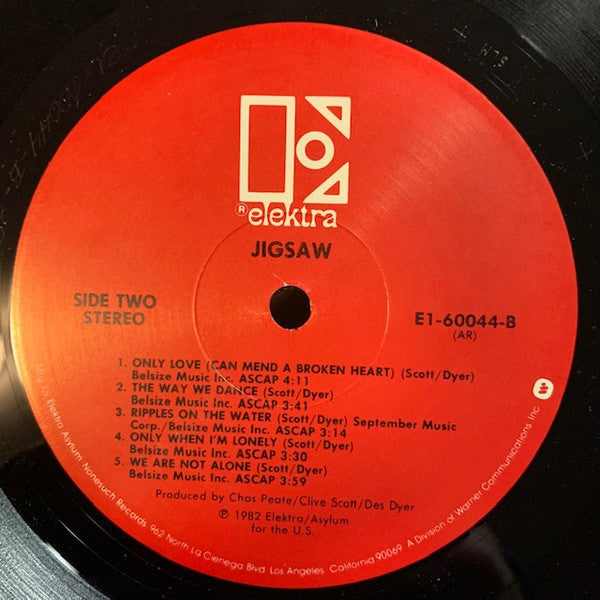 ® elektra
JIGSAW
SIDE TWO
STEREO
E1-60044-B
(AR)
1. ONLY LOVE (CAN MEND A BROKEN HEART) (Scott/Dyer)
Belsize Music Inc. ASCAP 4:11
2. THE WAY WE DANCE (Scott/Dyer)
Belsize Music Inc. ASCAP 3:41
3. RIPPLES ON THE WATER (Scott/Dyer) September Music
Corp./Belsize Music Inc. ASCAP 3:14
4. ONLY WHEN I'M LONELY (Scott/Dyer)
Belsize Music Inc. ASCAP 3:30
5. WE ARE NOT ALONE (Scott/Dyer)
Belsize Music Inc. ASCAP 3:59
Produced by Chas Peate/Clive Scott/Des Dyer
℗ 1982 Elektra/Asylum
for the U.S.
Elektra Asylum Nonesuch Records 962 North La Cienega Blvd. Los Angeles, California 90069 A Division of Warner Communications Inc